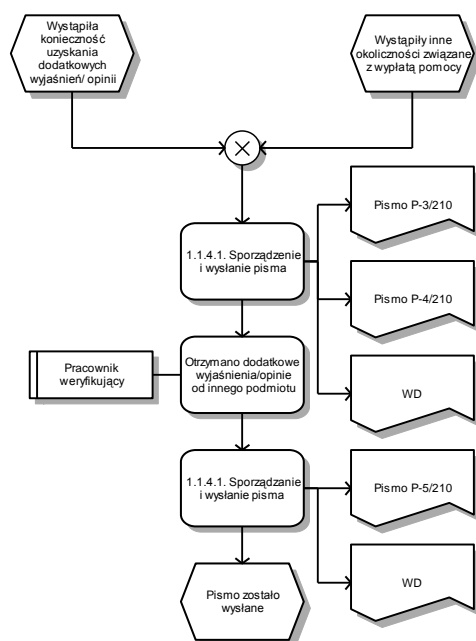 Wystąpiła
konieczność
uzyskania
dodatkowych
wyjaśnień/ opinii
Wystąpiły inne
okoliczności związane
z wypłatą pomocy
1.1.4.1. Sporządzenie
i wysłanie pisma
Pismo P-3/210
Pismo P-4/210
WD
Pracownik
weryfikujący
Otrzymano dodatkowe
wyjaśnienia/opinie
od innego podmiotu
1.1.4.1. Sporządzanie
i wysłanie pisma
Pismo P-5/210
WD
Pismo zostało
wysłane